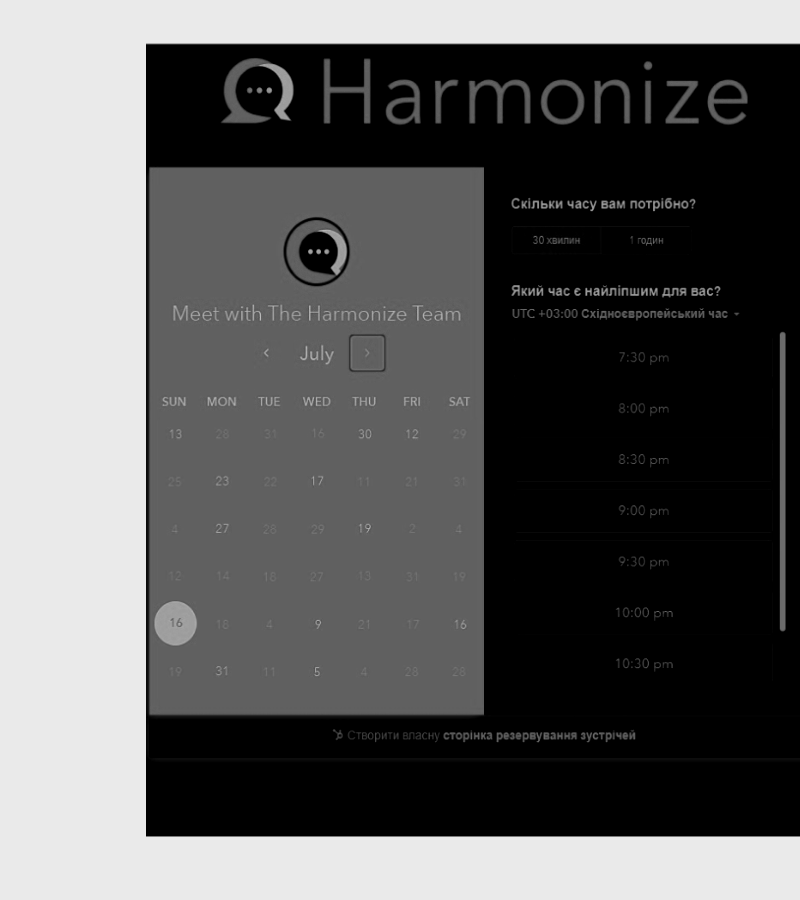 Harmonize
Meet with The Harmonize Team
July
SUN MON TUE WED THU FRI SAT
13 28 31 16 30 12 29
25 23 22 17 11 21 31
4 27 28 29 19 2 4
12 14 18 27 13 31 19
16 18 4 9 21 17 16
19 31 11 5 4 28 28
Скільки часу вам потрібно?
30 хвилин 1 годин
Який час є найліпшим для вас?
UTC +03:00 Східноєвропейський час
7:30 pm
8:00 pm
8:30 pm
9:00 pm
9:30 pm
10:00 pm
10:30 pm
Створити власну сторінка резервування зустрічей